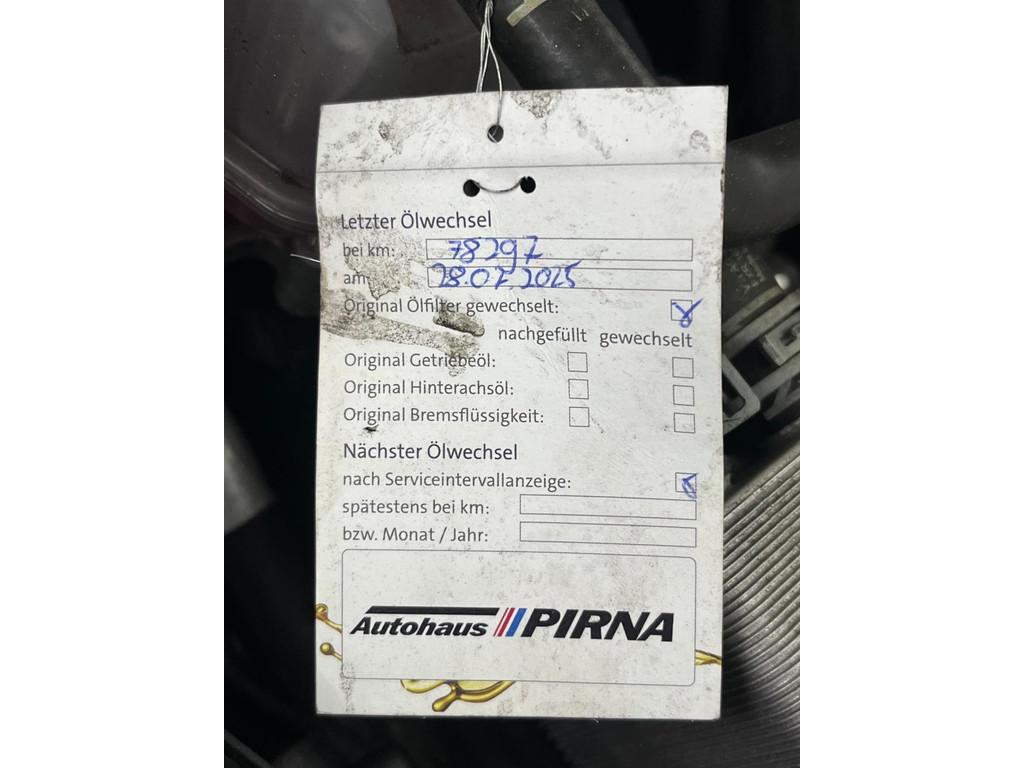 Letzter Ölwechsel
bei km: 78297
am: 28.07.2025
Original Ölfilter gewechselt:
nachgefüllt gewechselt
Original Getriebeöl:
Original Hinterachsöl:
Original Bremsflüssigkeit:
Nächster Ölwechsel
nach Serviceintervallanzeige:
spätestens bei km:
bzw. Monat / Jahr:
Autohaus PIRNA